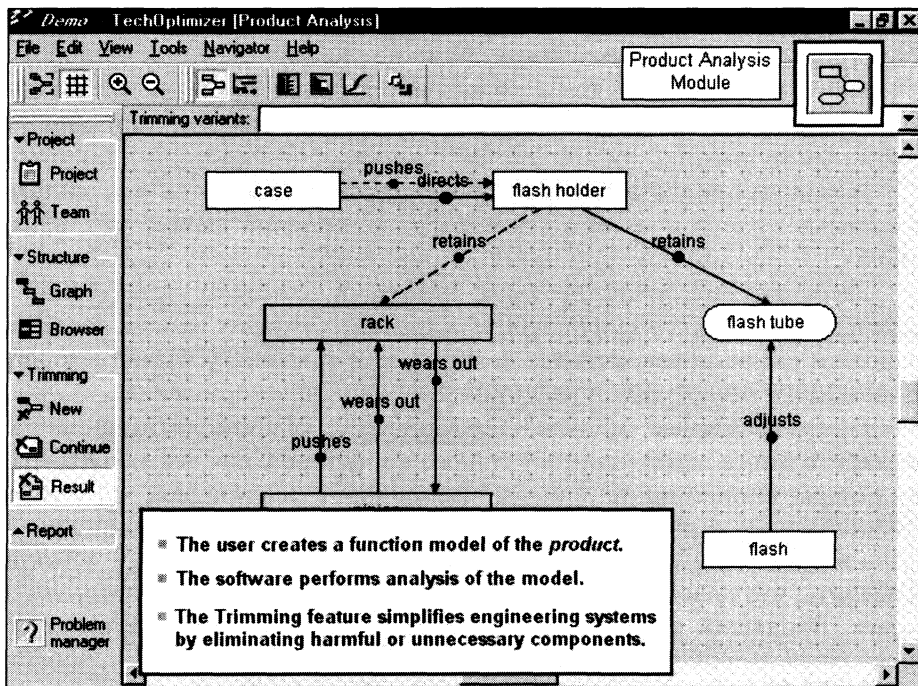 Demo - TechOptimizer [Product Analysis]
File Edit View Tools Navigator Help
Product Analysis
Module
Trimming variants:
Project
Project
Team
Structure
Graph
Browser
Trimming
New
Continue
Result
Report
Problem
manager
case
pushes
directs
flash holder
retains
retains
rack
flash tube
wears out
wears out
pushes
adjusts
flash
The user creates a function model of the product.
The software performs analysis of the model.
The Trimming feature simplifies engineering systems
by eliminating harmful or unnecessary components.